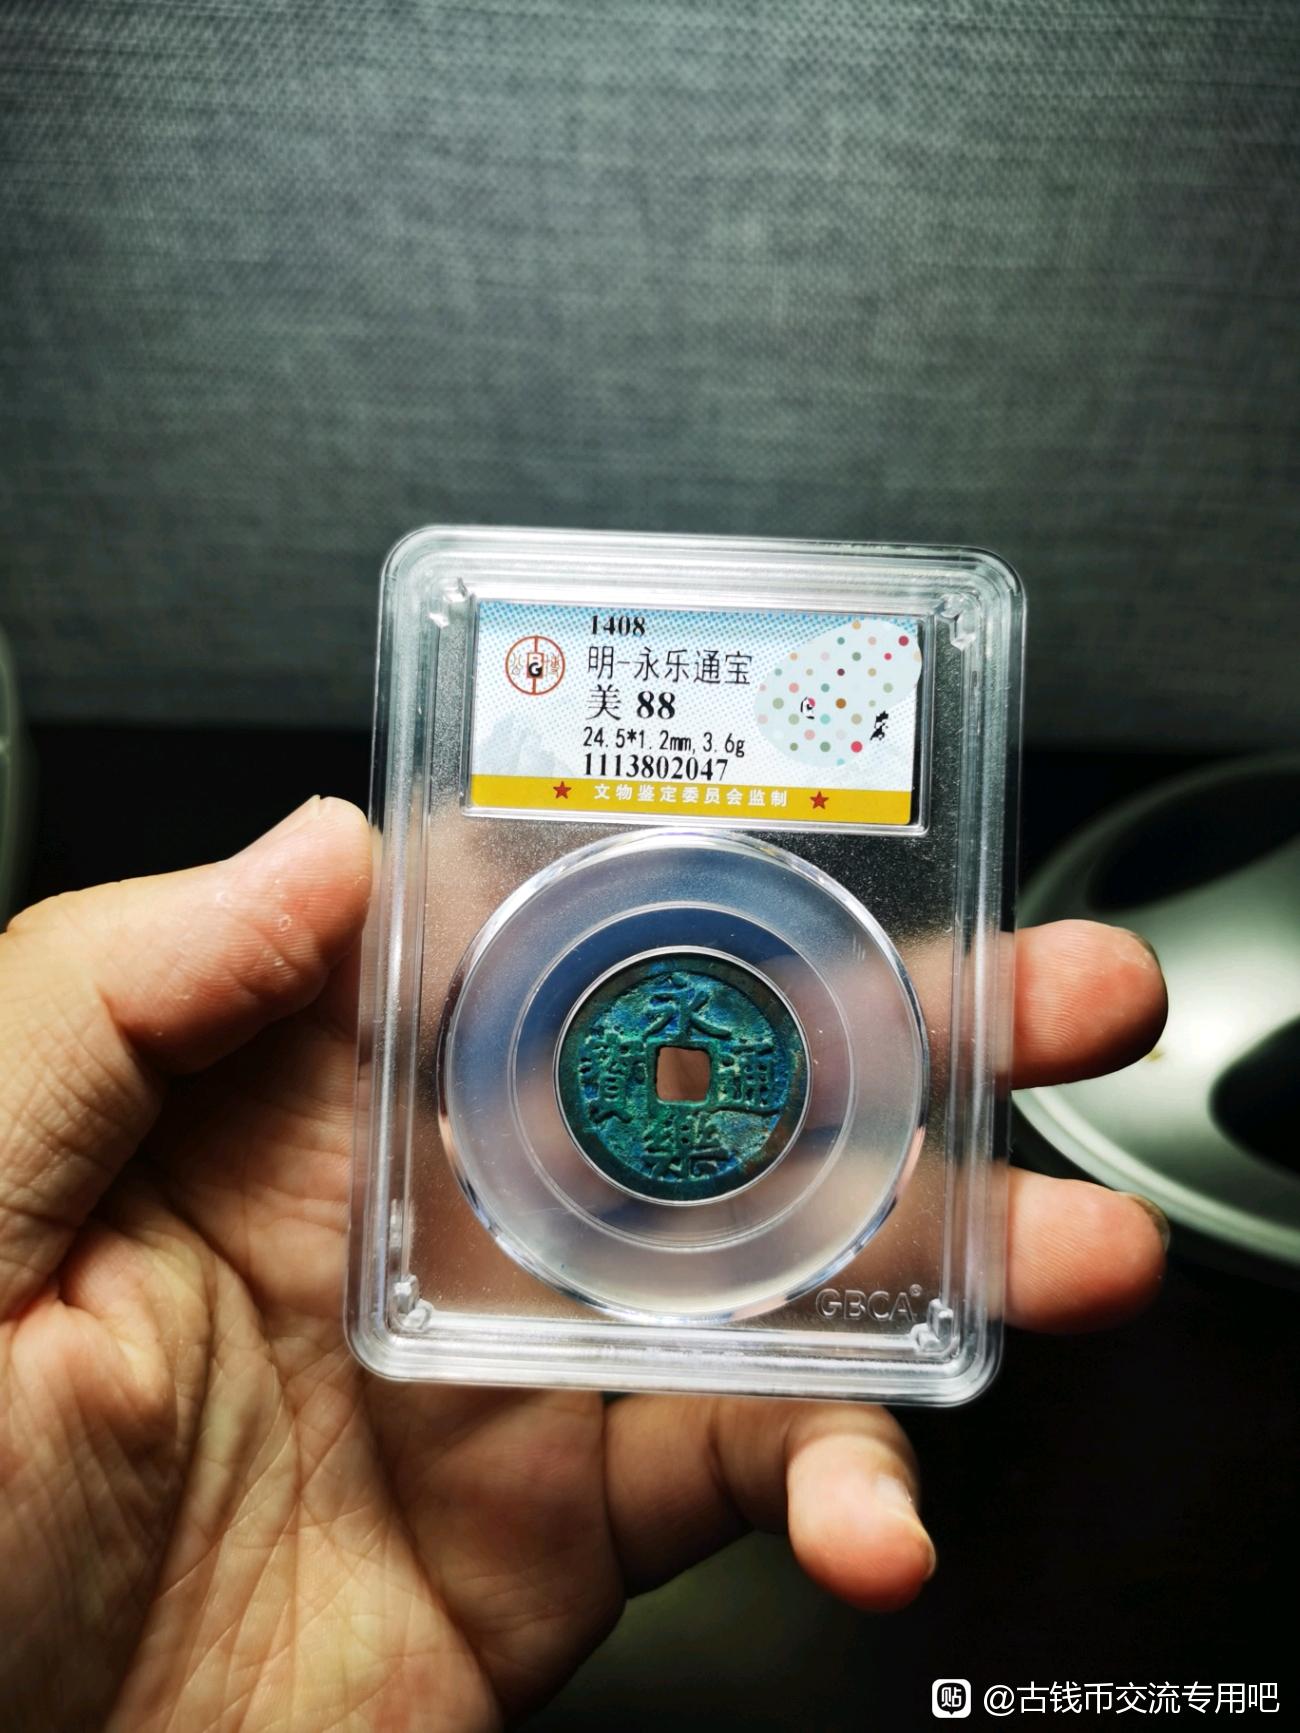 1408
明-永乐通宝
美 88
24.5*1.2mm,3.6g
1113802047
G
★ 文物鉴定委员会监制 ★
永
寶 通
樂
GBCA®
贴 @古钱币交流专用吧